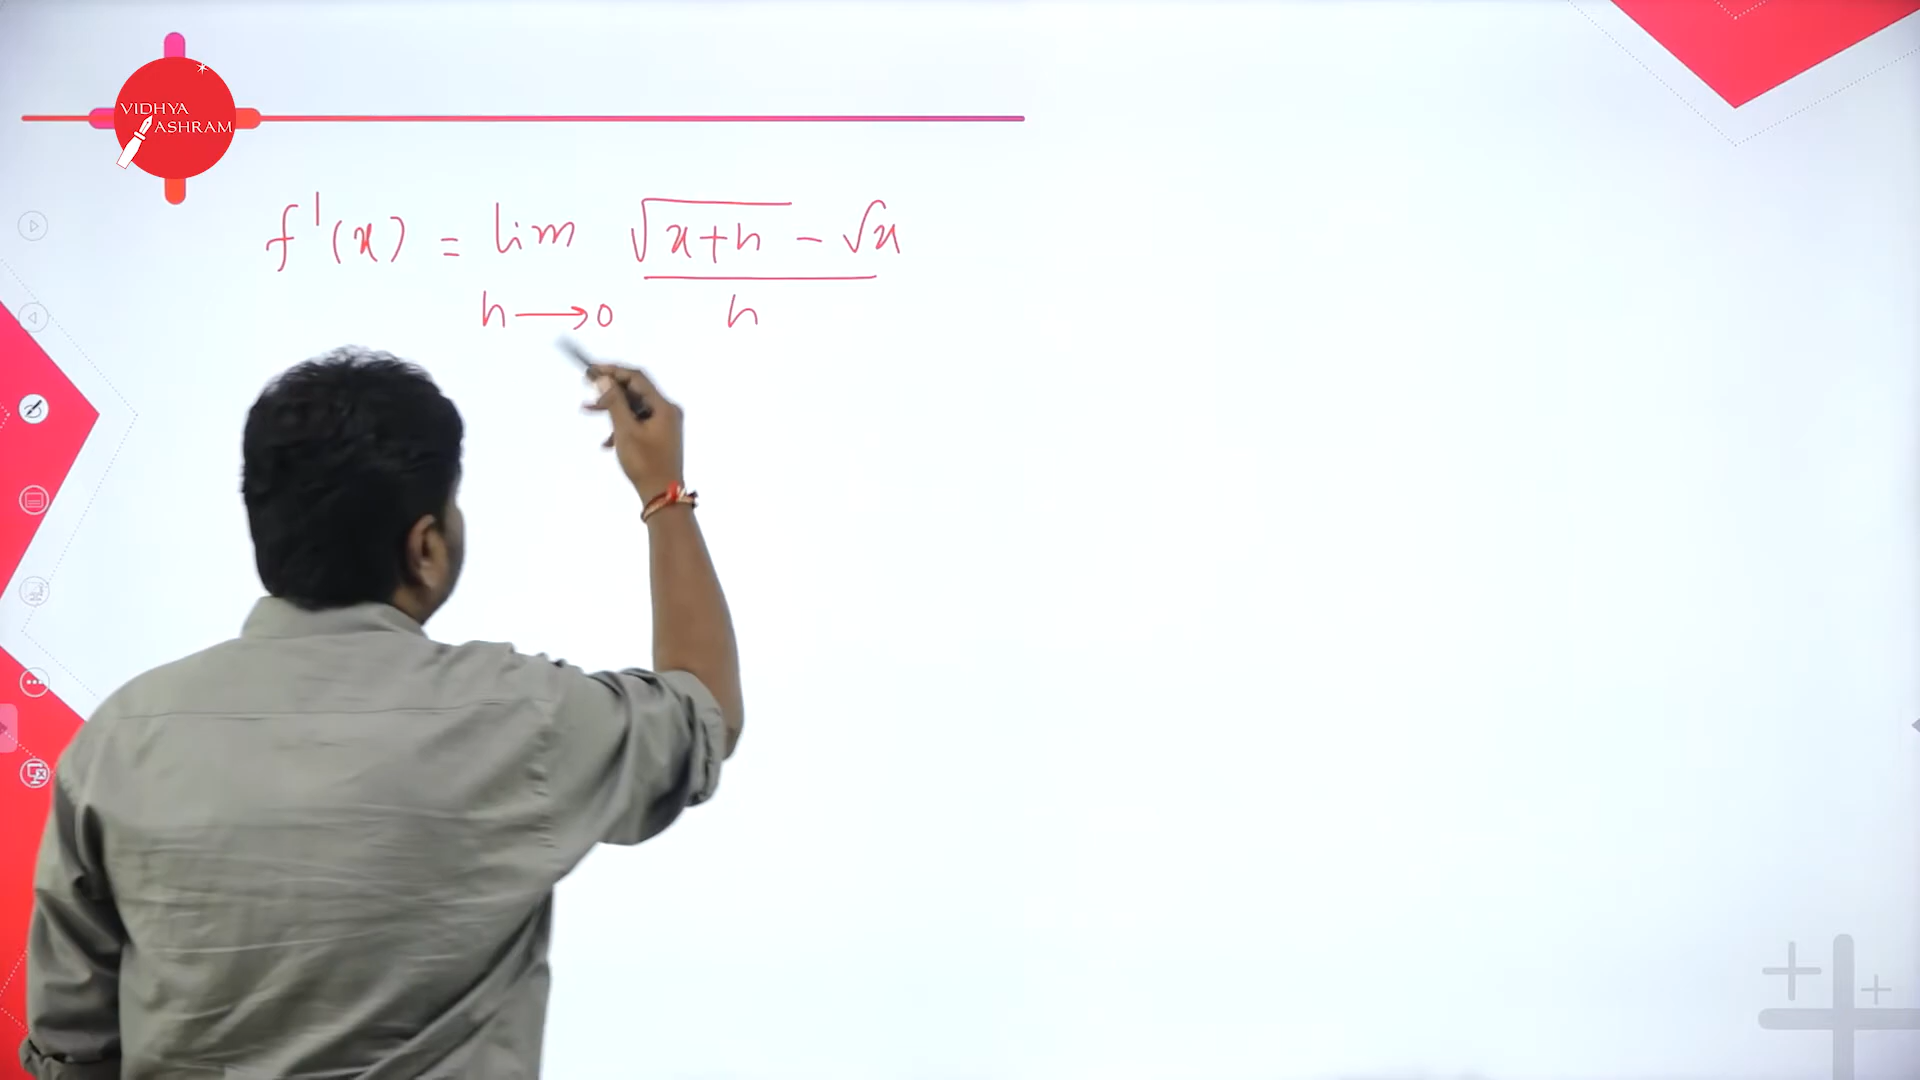 VIDHYA
ASHRAM
f'(x) = lim √x+h - √x
h → 0 h